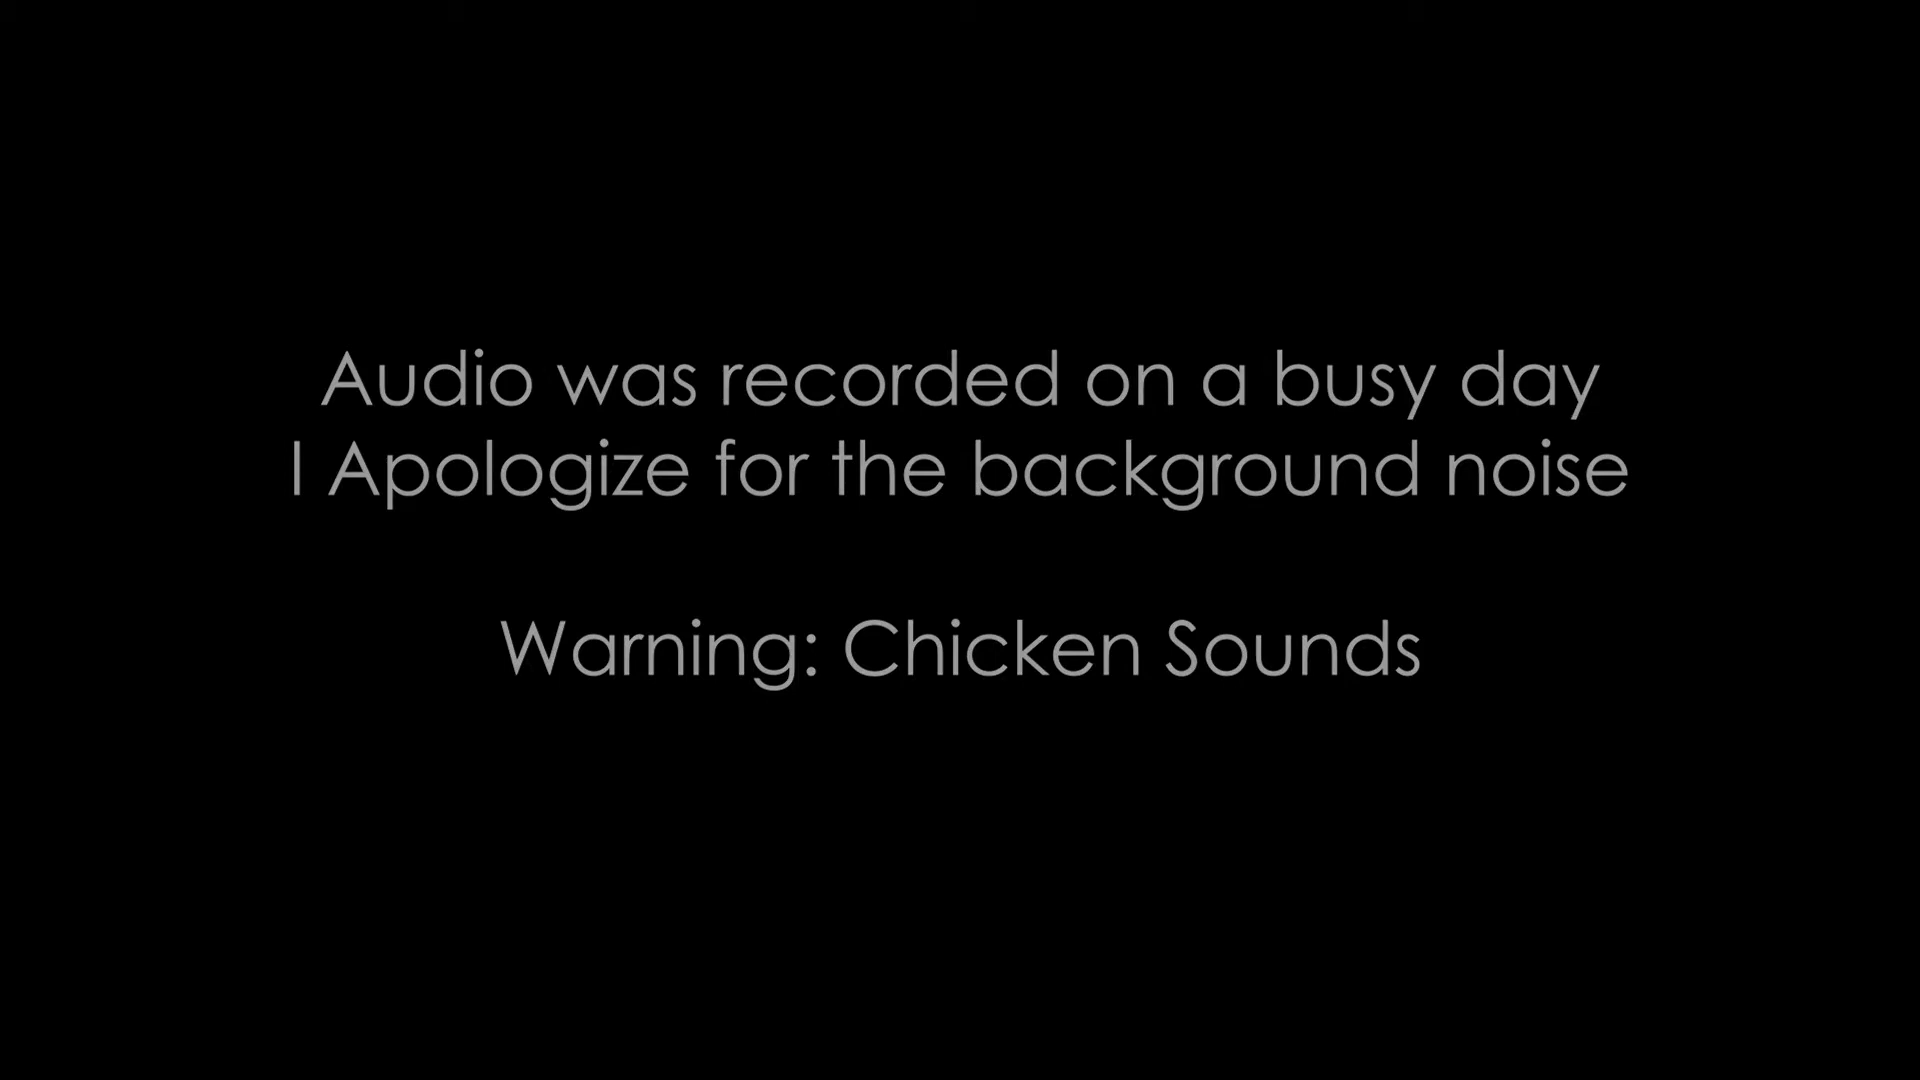 Audio was recorded on a busy day
I Apologize for the background noise
Warning: Chicken Sounds